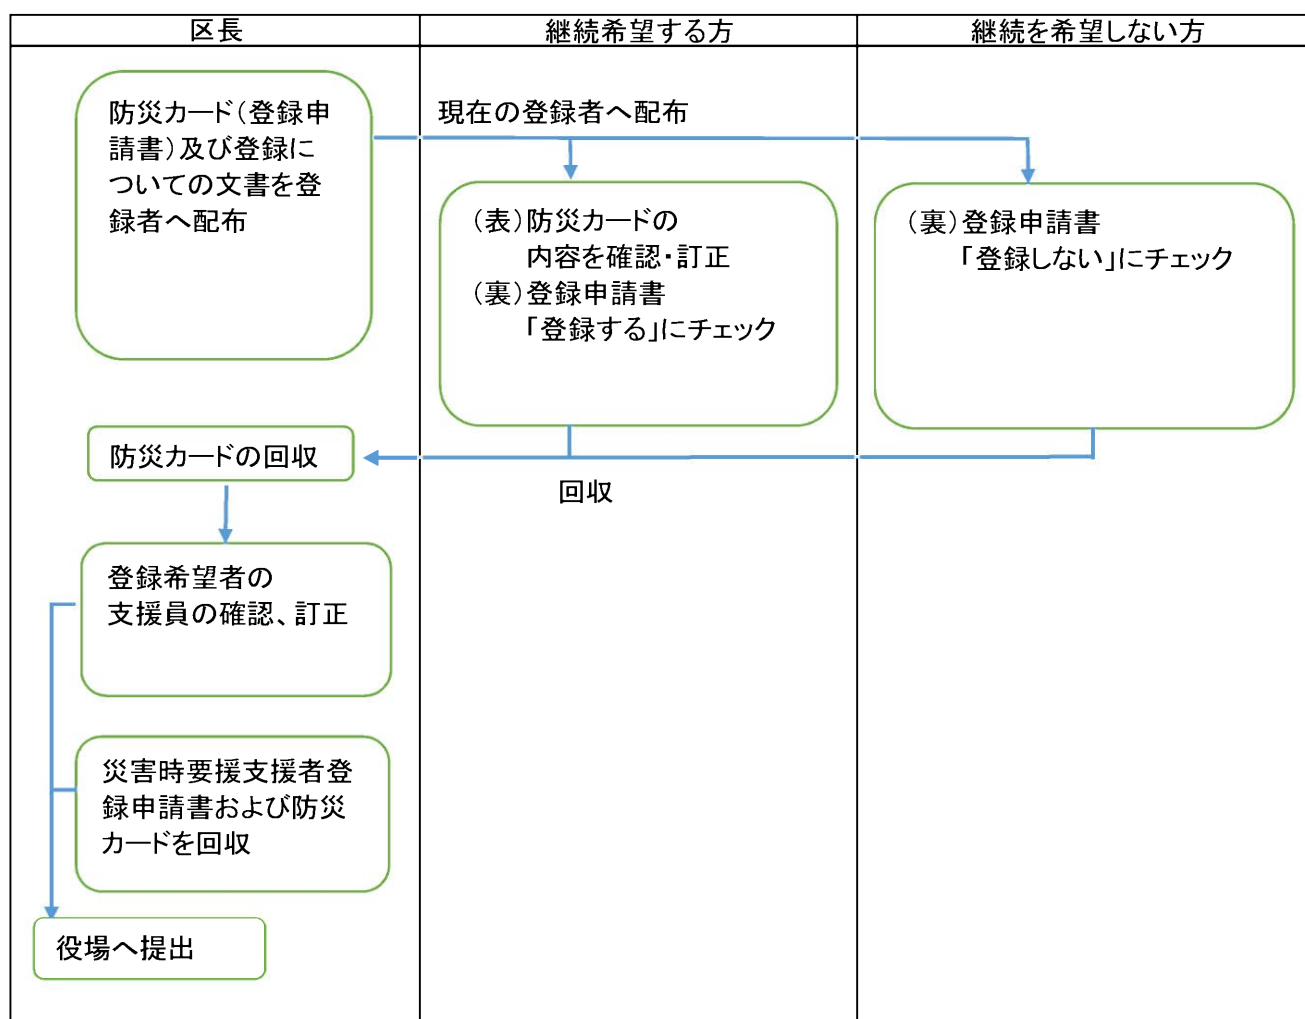 区長
継続希望する方
継続を希望しない方
防災カード(登録申
請書)及び登録に
ついての文書を登
録者へ配布
現在の登録者へ配布
(表)防災カードの
内容を確認・訂正
(裏)登録申請書
「登録する」にチェック
(裏)登録申請書
「登録しない」にチェック
防災カードの回収
回収
登録希望者の
支援員の確認、訂正
災害時要援支援者登
録申請書および防災
カードを回収
役場へ提出